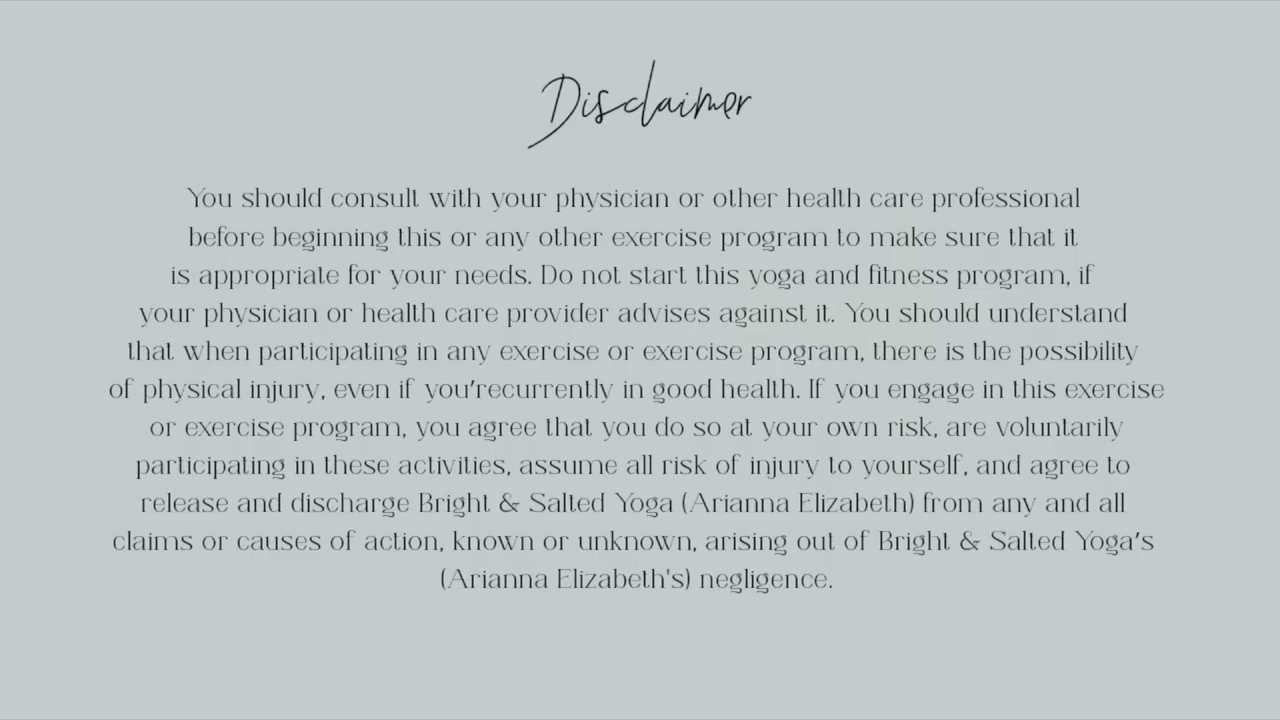 Disclaimer
You should consult with your physician or other health care professional
before beginning this or any other exercise program to make sure that it
is appropriate for your needs. Do not start this yoga and fitness program, if
your physician or health care provider advises against it. You should understand
that when participating in any exercise or exercise program, there is the possibility
of physical injury, even if you'recurrently in good health. If you engage in this exercise
or exercise program, you agree that you do so at your own risk, are voluntarily
participating in these activities, assume all risk of injury to yourself, and agree to
release and discharge Bright & Salted Yoga (Arianna Elizabeth) from any and all
claims or causes of action, known or unknown, arising out of Bright & Salted Yoga's
(Arianna Elizabeth's) negligence.